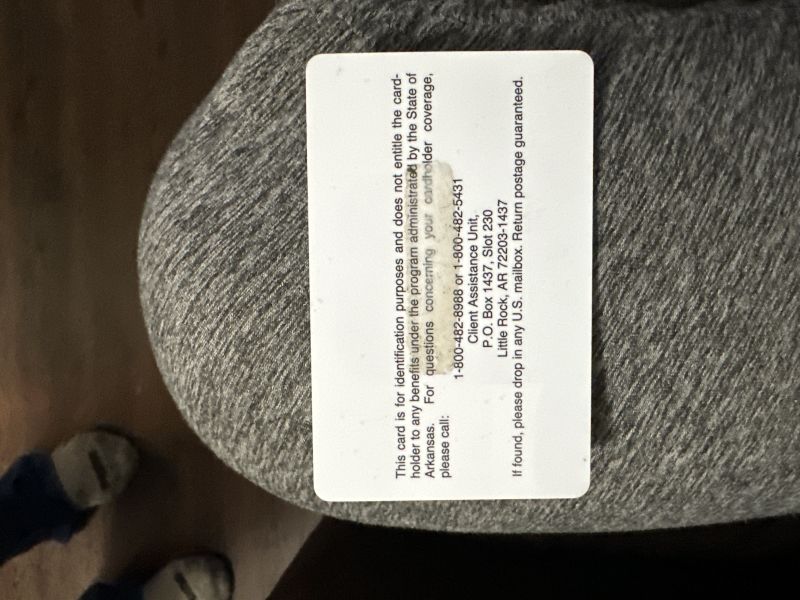 This card is for identification purposes and does not entitle the card-
holder to any benefits under the program administrated by the State of
Arkansas. For questions concerning your cardholder coverage,
please call:
1-800-482-8988 or 1-800-482-5431
Client Assistance Unit,
P.O. Box 1437, Slot 230
Little Rock, AR 72203-1437
If found, please drop in any U.S. mailbox. Return postage guaranteed.